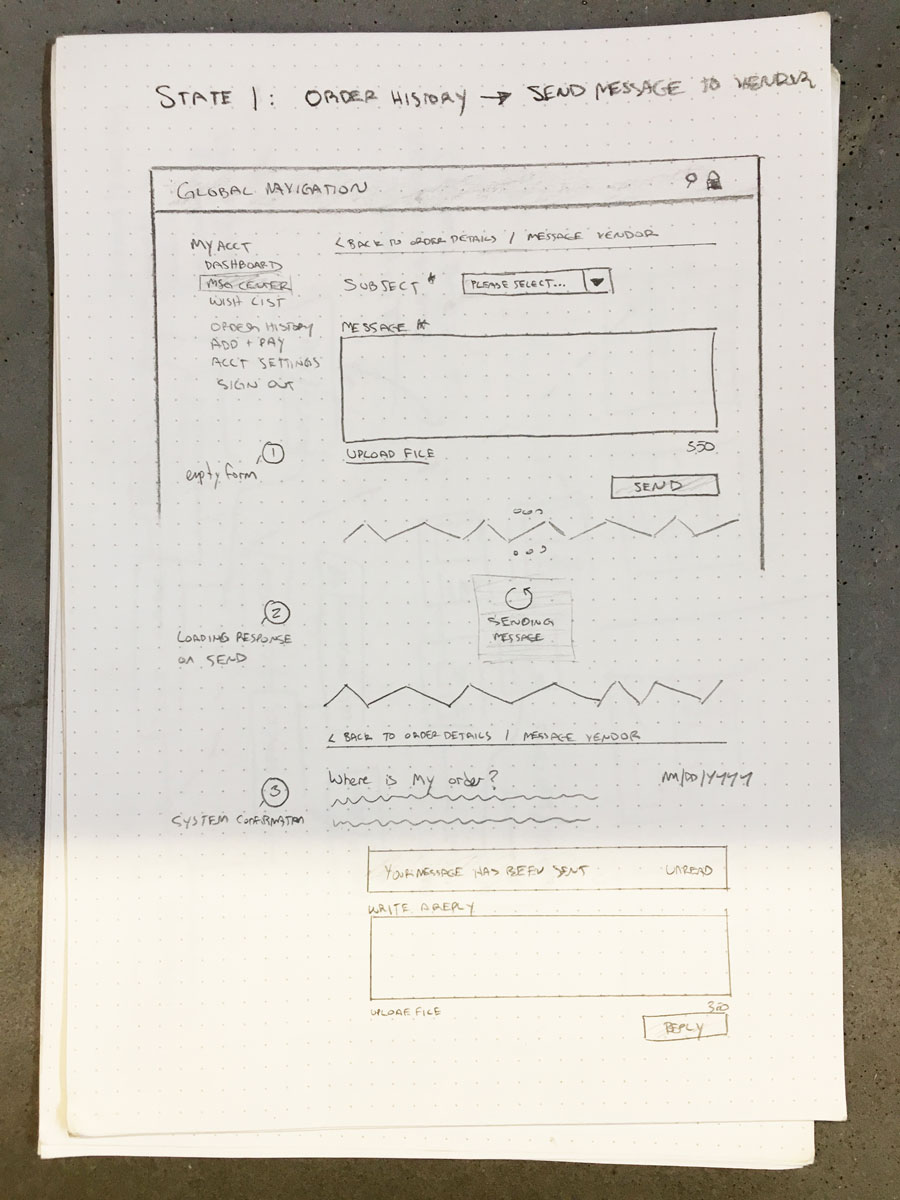 STATE 1: ORDER HISTORY → SEND MESSAGE TO VENDOR
GLOBAL NAVIGATION
MY ACCT
DASHBOARD
MSG CENTER
WISH LIST
ORDER HISTORY
ADD + PAY
ACCT SETTINGS
SIGN OUT
< BACK TO ORDER DETAILS / MESSAGE VENDOR
SUBJECT *
PLEASE SELECT...
MESSAGE *
UPLOAD FILE
550
SEND
1
empty form
2
LOADING RESPONSE
on SEND
SENDING
MESSAGE
< BACK TO ORDER DETAILS / MESSAGE VENDOR
3
SYSTEM CONFIRMATION
Where is My order?
MM/DD/YYYY
YOUR MESSAGE HAS BEEN SENT
UNREAD
WRITE A REPLY
UPLOAE FILE
REPLY